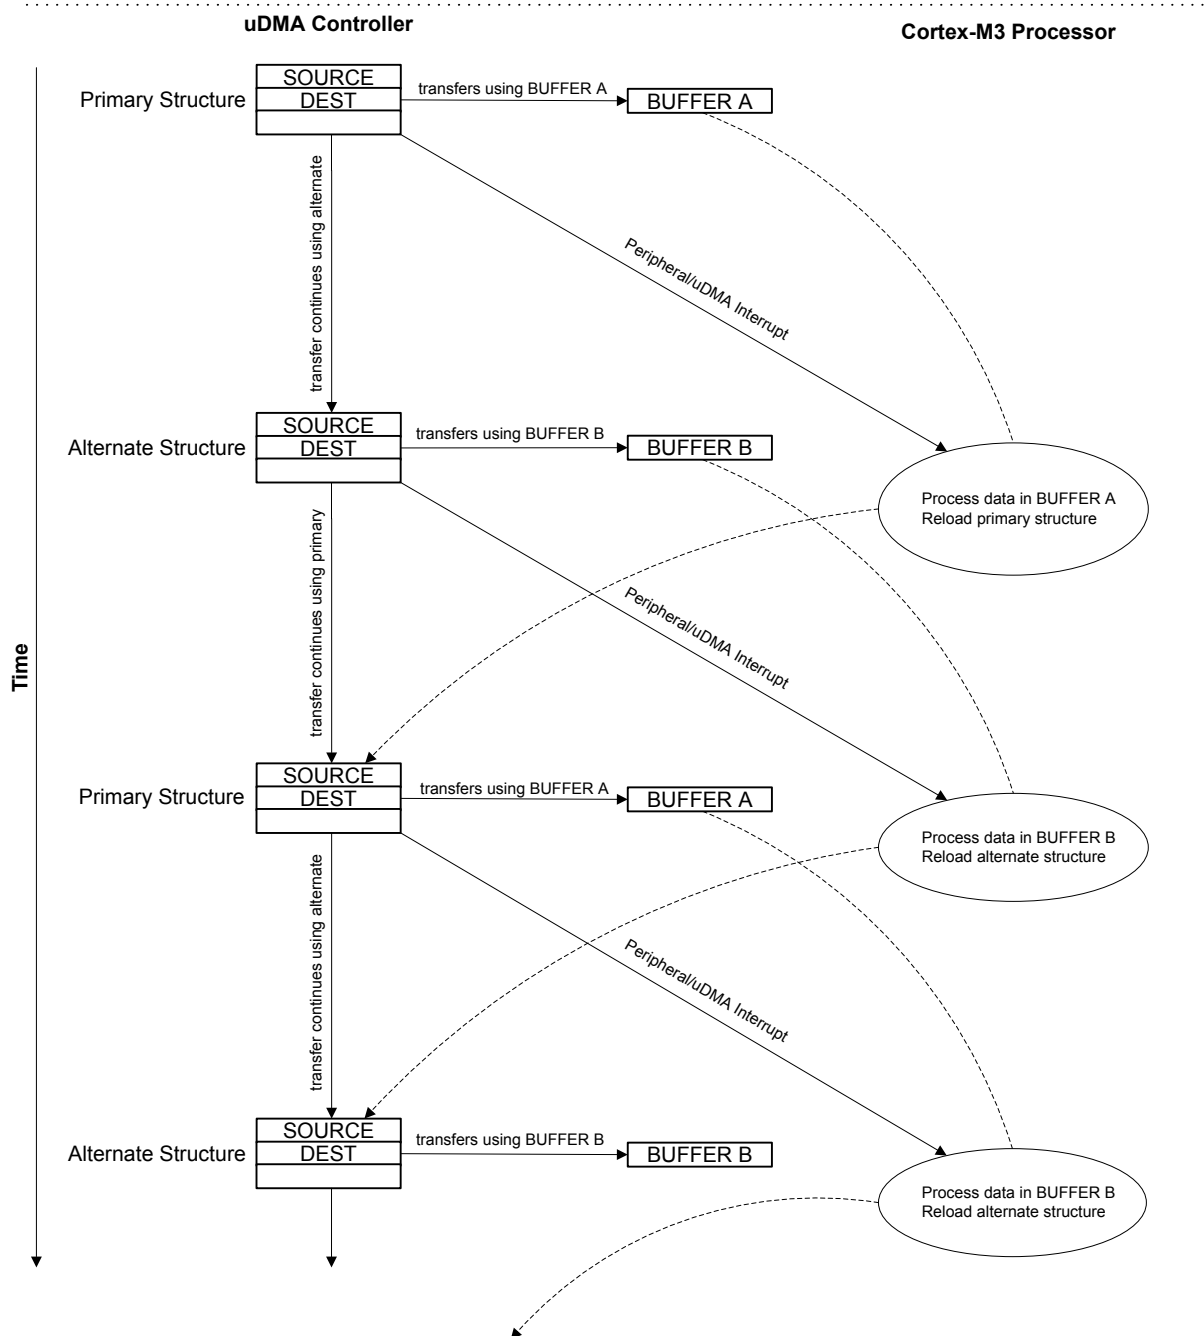 uDMA Controller
Cortex-M3 Processor
Primary Structure
SOURCE
DEST
transfers using BUFFER A
BUFFER A
transfer continues using alternate
Peripheral/uDMA Interrupt
Alternate Structure
SOURCE
DEST
transfers using BUFFER B
BUFFER B
Process data in BUFFER A
Reload primary structure
transfer continues using primary
Peripheral/uDMA Interrupt
Time
Primary Structure
SOURCE
DEST
transfers using BUFFER A
BUFFER A
Process data in BUFFER B
Reload alternate structure
transfer continues using alternate
Peripheral/uDMA Interrupt
Alternate Structure
SOURCE
DEST
transfers using BUFFER B
BUFFER B
Process data in BUFFER B
Reload alternate structure